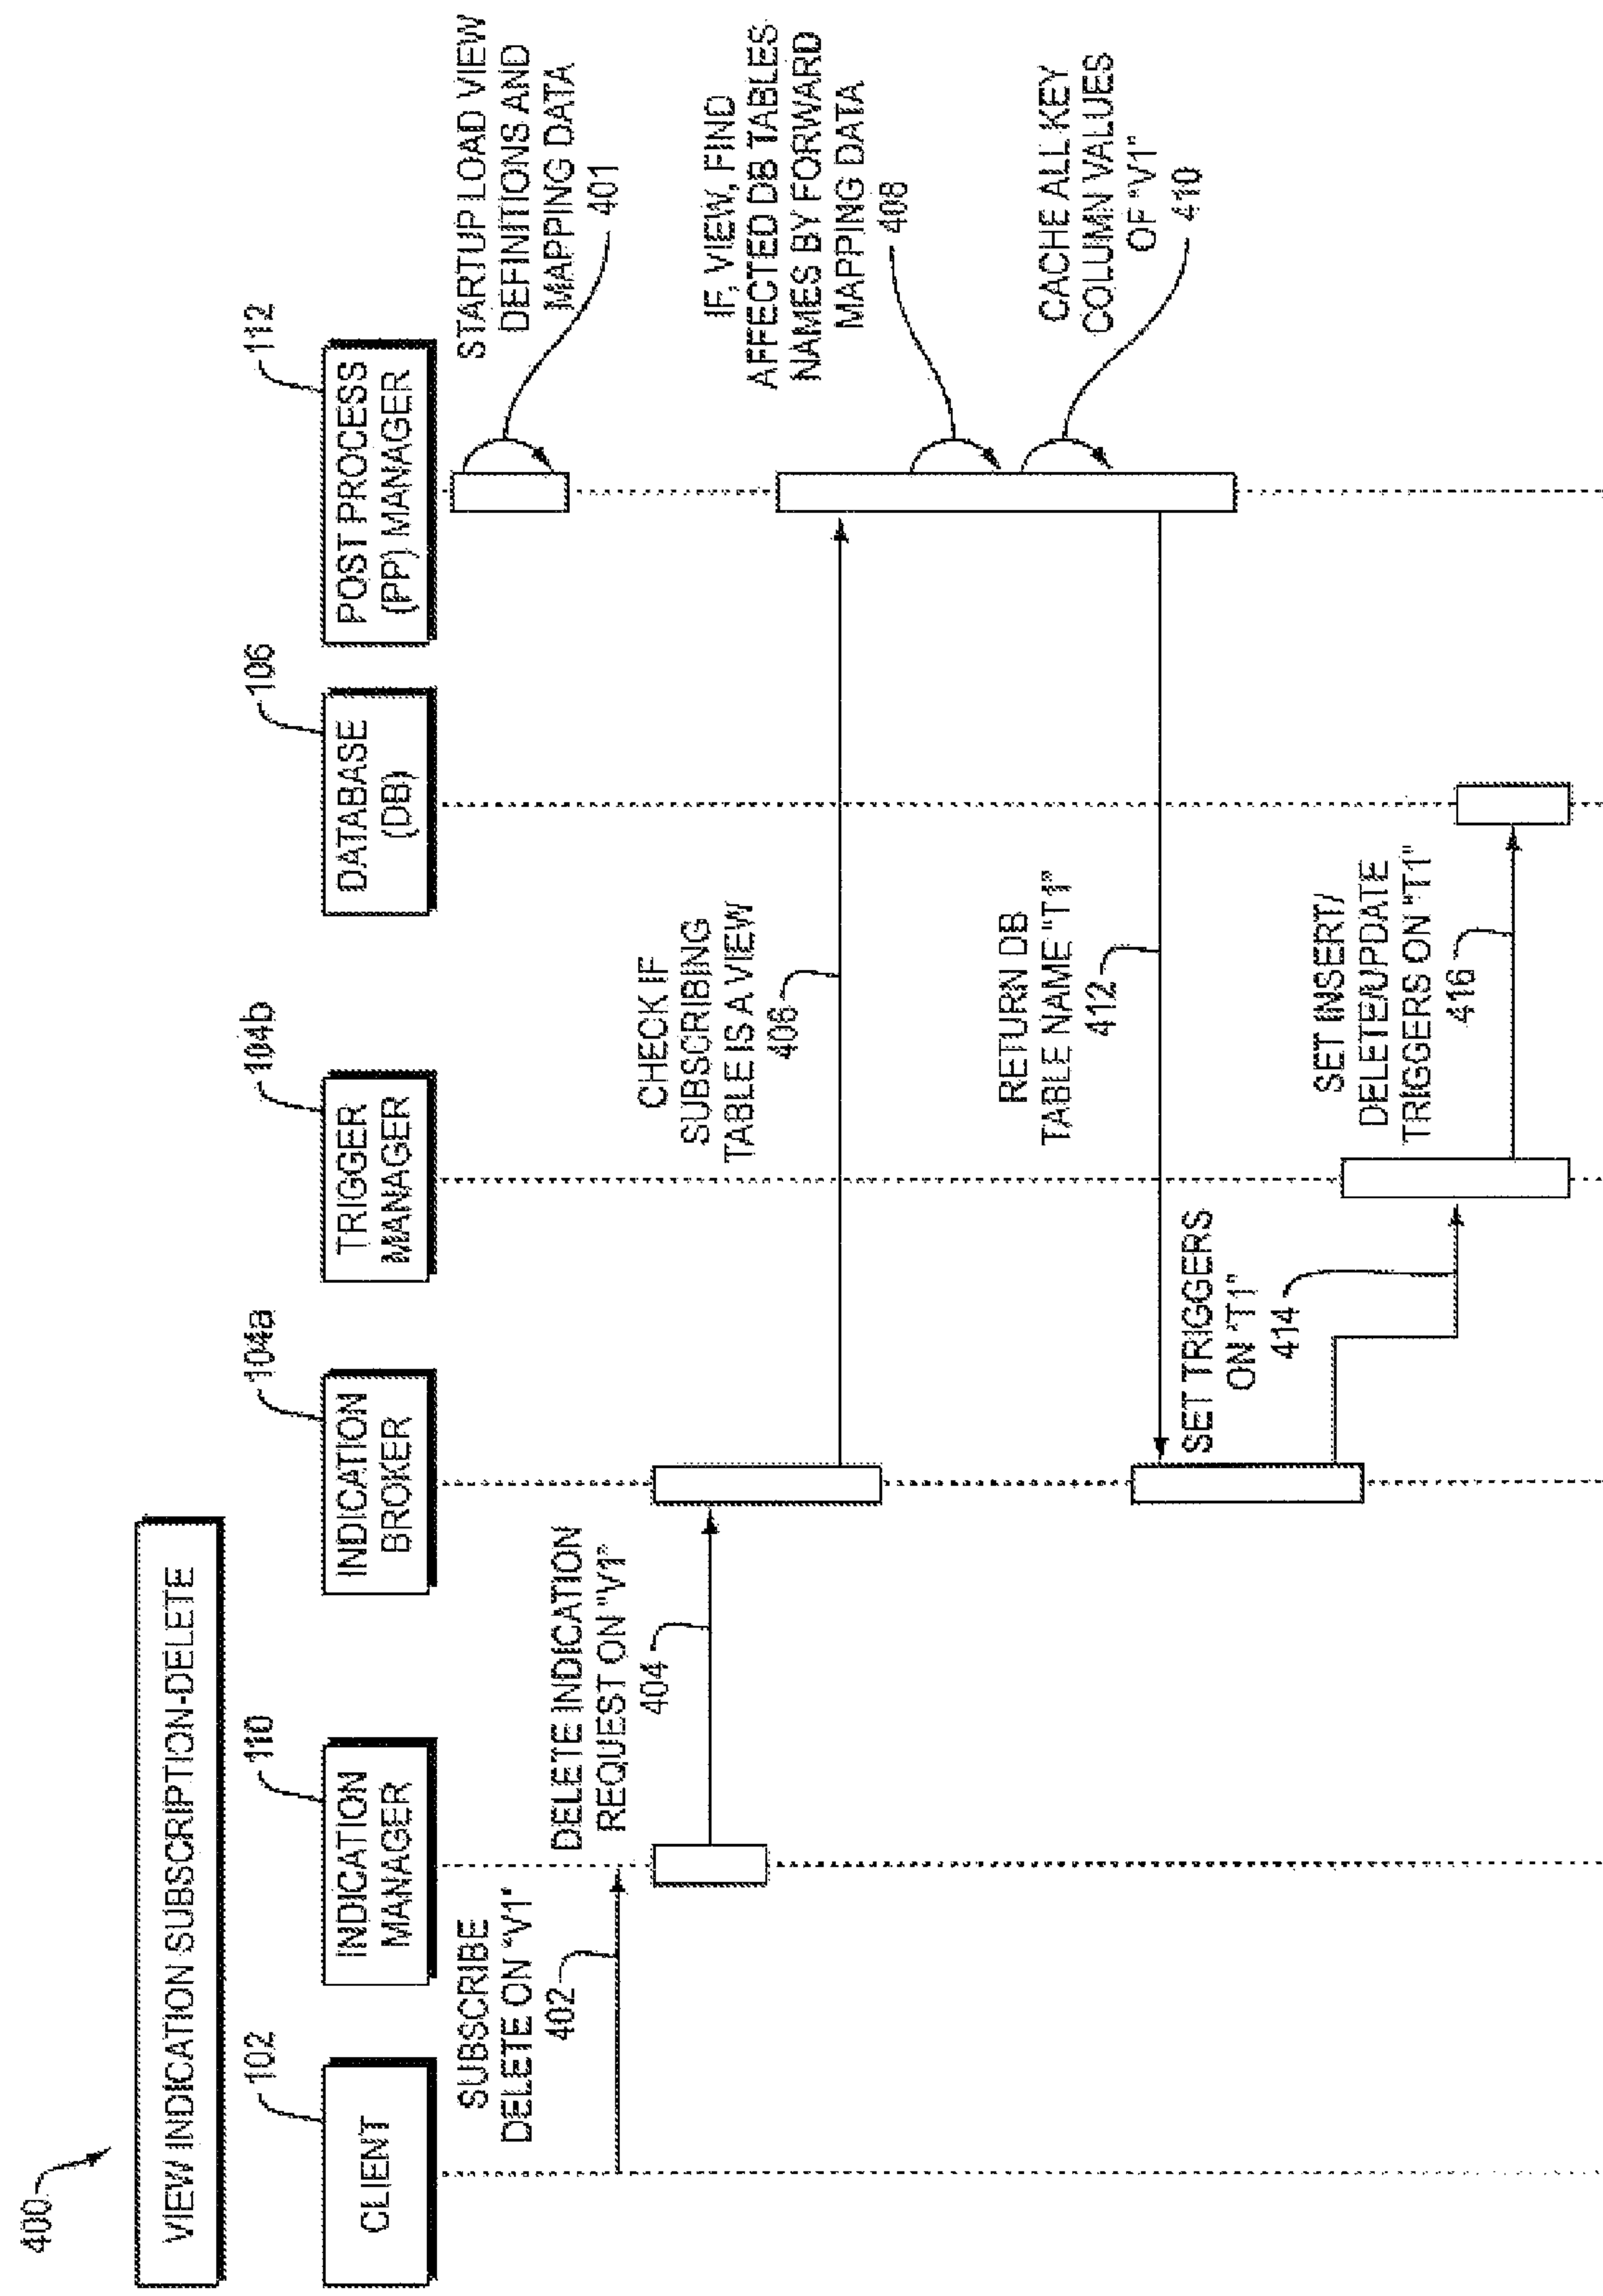 400
VIEW INDICATION SUBSCRIPTION-DELETE
102
110
104a
104b
106
112
CLIENT
INDICATION
MANAGER
INDICATION
BROKER
TRIGGER
MANAGER
DATABASE
(DB)
POST PROCESS
(PP) MANAGER
STARTUP LOAD VIEW
DEFINITIONS AND
MAPPING DATA
401
SUBSCRIBE
DELETE ON "V1"
402
DELETE INDICATION
REQUEST ON "V1"
404
CHECK IF
SUBSCRIBING
TABLE IS A VIEW
406
IF, VIEW, FIND
AFFECTED DB TABLES
NAMES BY FORWARD
MAPPING DATA
408
CACHE ALL KEY
COLUMN VALUES
OF "V1"
410
RETURN DB
TABLE NAME "T1"
412
SET TRIGGERS
ON "T1"
414
SET INSERT/
DELETE/UPDATE
TRIGGERS ON "T1"
416